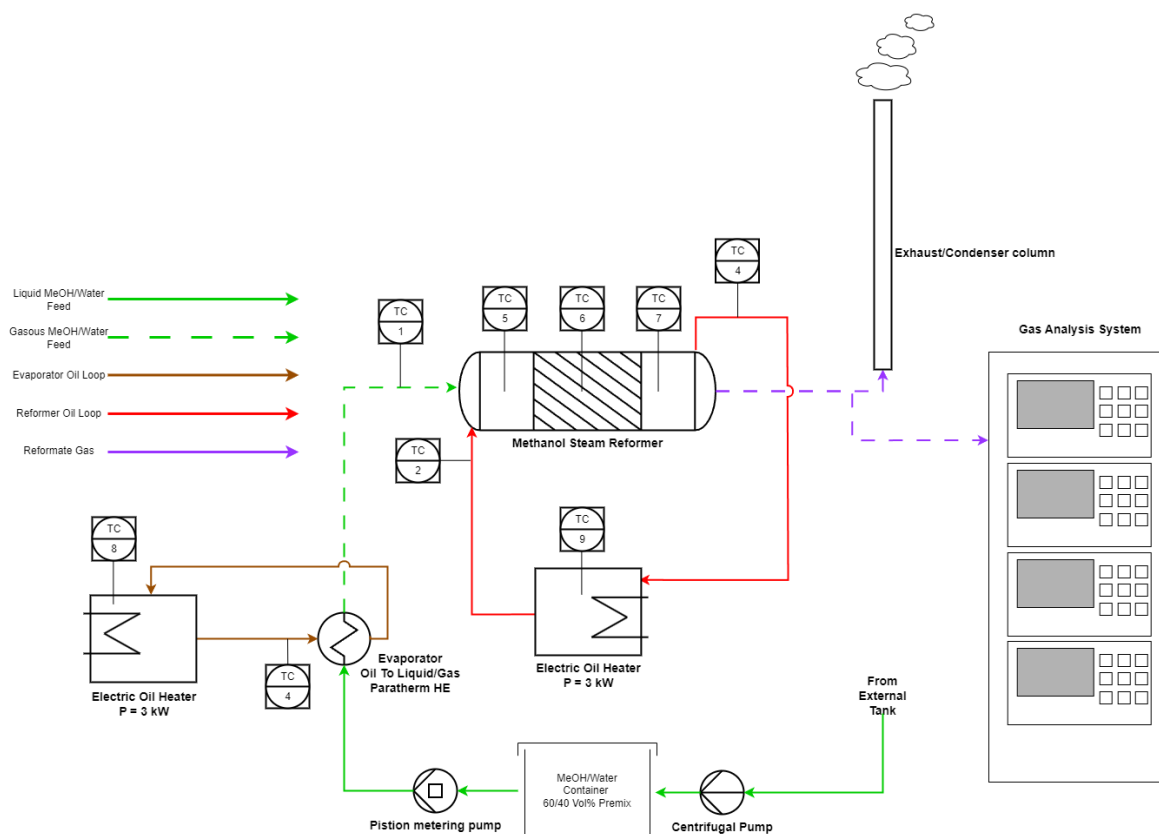 Exhaust/Condenser column
TC
4
Liquid MeOH/Water
Feed
Gasous MeOH/Water
Feed
Evaporator Oil Loop
Reformer Oil Loop
Reformate Gas
TC
1
TC
5
TC
6
TC
7
Gas Analysis System
Methanol Steam Reformer
TC
2
TC
8
TC
9
Evaporator
Oil To Liquid/Gas
Paratherm HE
Electric Oil Heater
P = 3 kW
TC
4
Electric Oil Heater
P = 3 kW
From
External
Tank
MeOH/Water
Container
60/40 Vol% Premix
Pistion metering pump
Centrifugal Pump